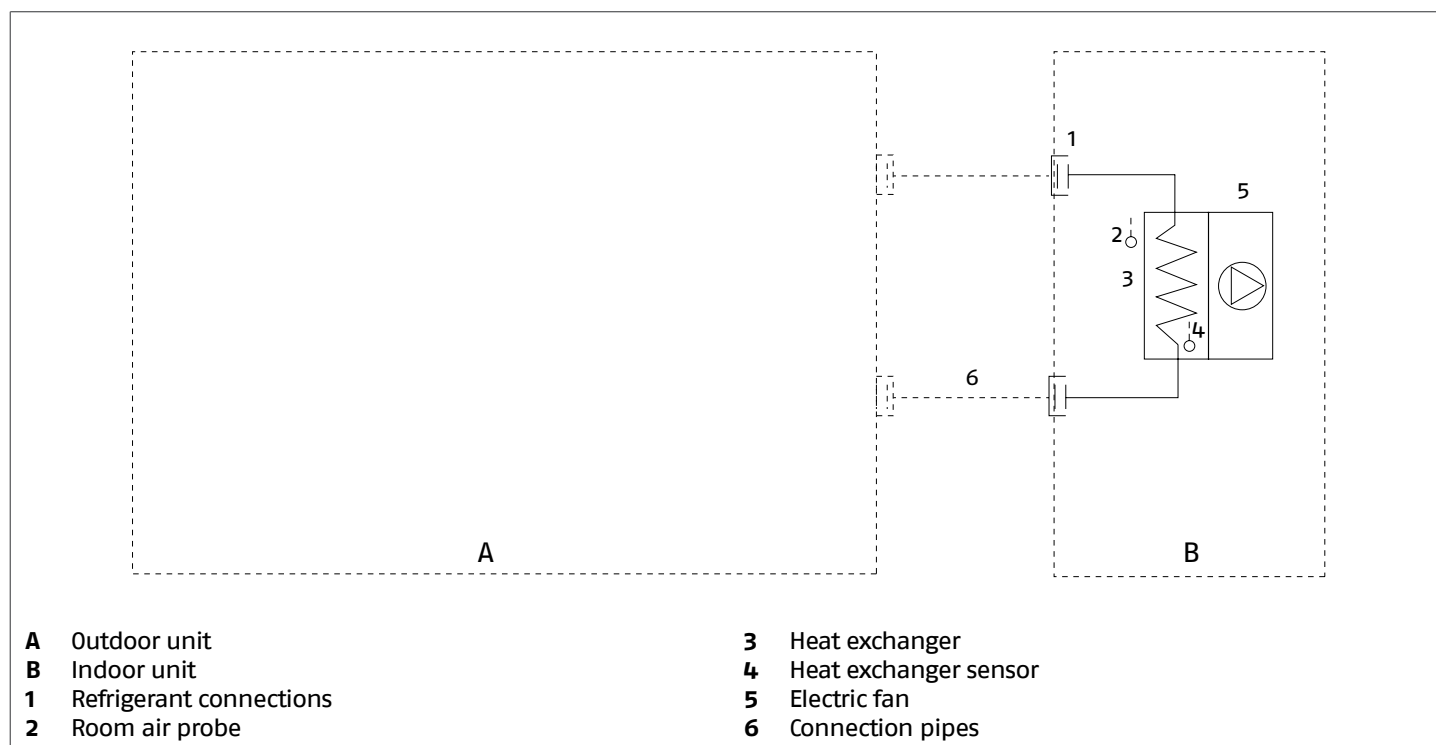 1
5
2
3
4
6
A
B
A Outdoor unit
B Indoor unit
1 Refrigerant connections
2 Room air probe
3 Heat exchanger
4 Heat exchanger sensor
5 Electric fan
6 Connection pipes